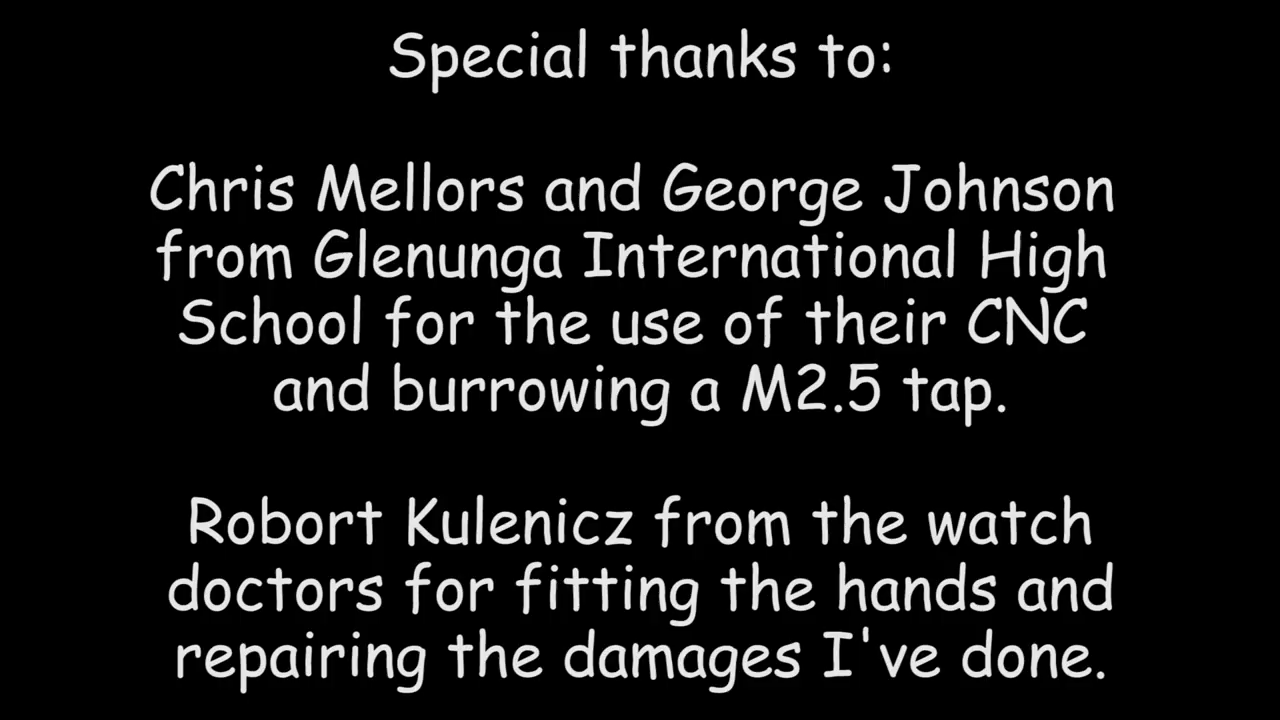 Special thanks to:
Chris Mellors and George Johnson
from Glenunga International High
School for the use of their CNC
and burrowing a M2.5 tap.
Robort Kulenicz from the watch
doctors for fitting the hands and
repairing the damages I've done.